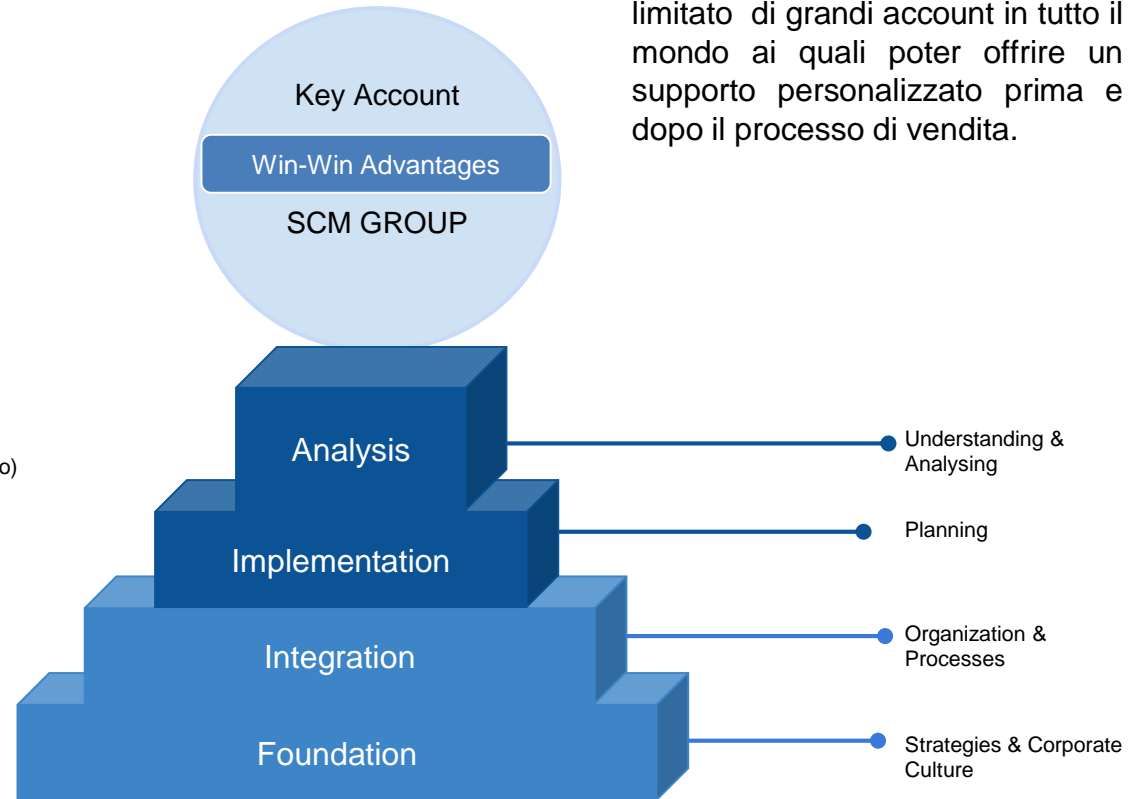 limitato di grandi account in tutto il
mondo ai quali poter offrire un
supporto personalizzato prima e
dopo il processo di vendita.
Key Account
Win-Win Advantages
SCM GROUP
Analysis
Understanding &
Analysing
o)
Implementation
Planning
Integration
Organization &
Processes
Foundation
Strategies & Corporate
Culture